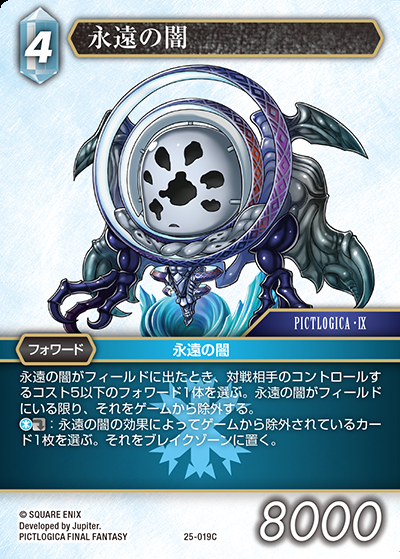 4
永遠の闇
PICTLOGICA・IX
フォワード
永遠の闇
永遠の闇がフィールドに出たとき、対戦相手のコントロールす
るコスト5以下のフォワード1体を選ぶ。永遠の闇がフィールド
にいる限り、それをゲームから除外する。
:永遠の闇の効果によってゲームから除外されているカー
ド1枚を選ぶ。それをブレイクゾーンに置く。
© SQUARE ENIX
Developed by Jupiter.
PICTLOGICA FINAL FANTASY
25-019C
8000